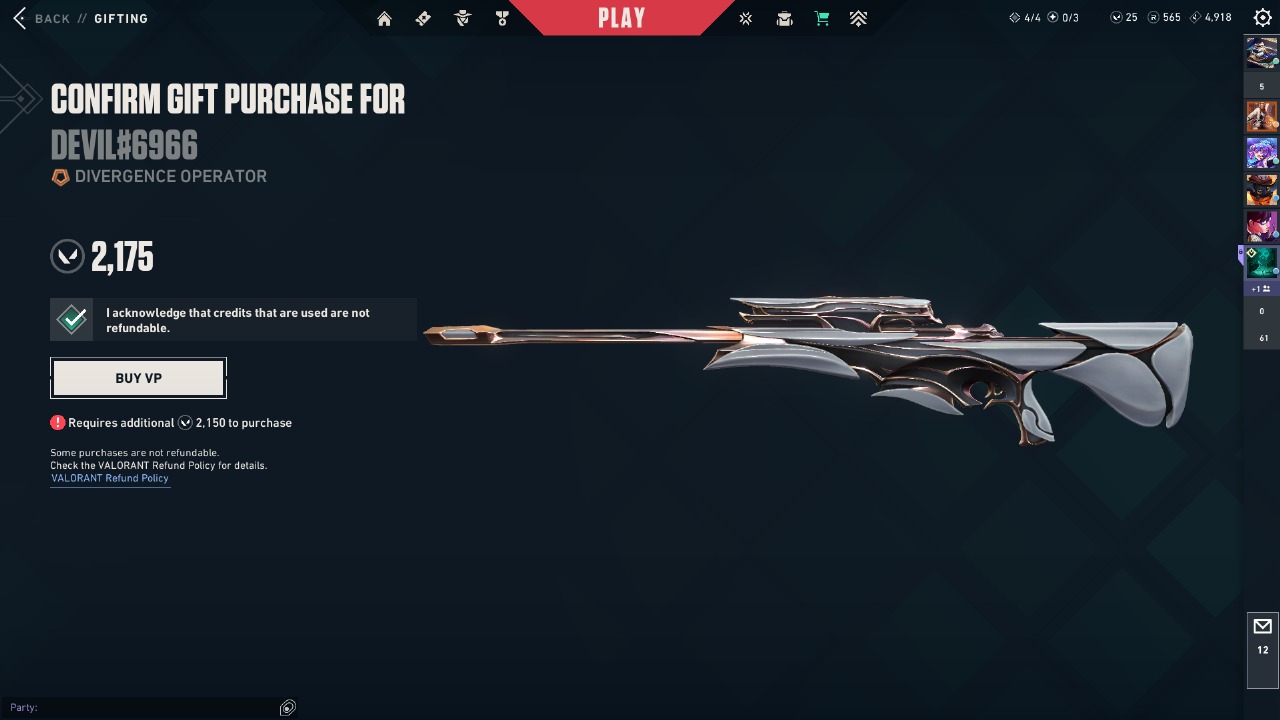 BACK // GIFTING
PLAY
4/4 0/3 25 565 4,918
CONFIRM GIFT PURCHASE FOR
DEVIL#6966
DIVERGENCE OPERATOR
2,175
I acknowledge that credits that are used are not
refundable.
BUY VP
! Requires additional 2,150 to purchase
Some purchases are not refundable.
Check the VALORANT Refund Policy for details.
VALORANT Refund Policy
5
+1
0
61
12
Party: